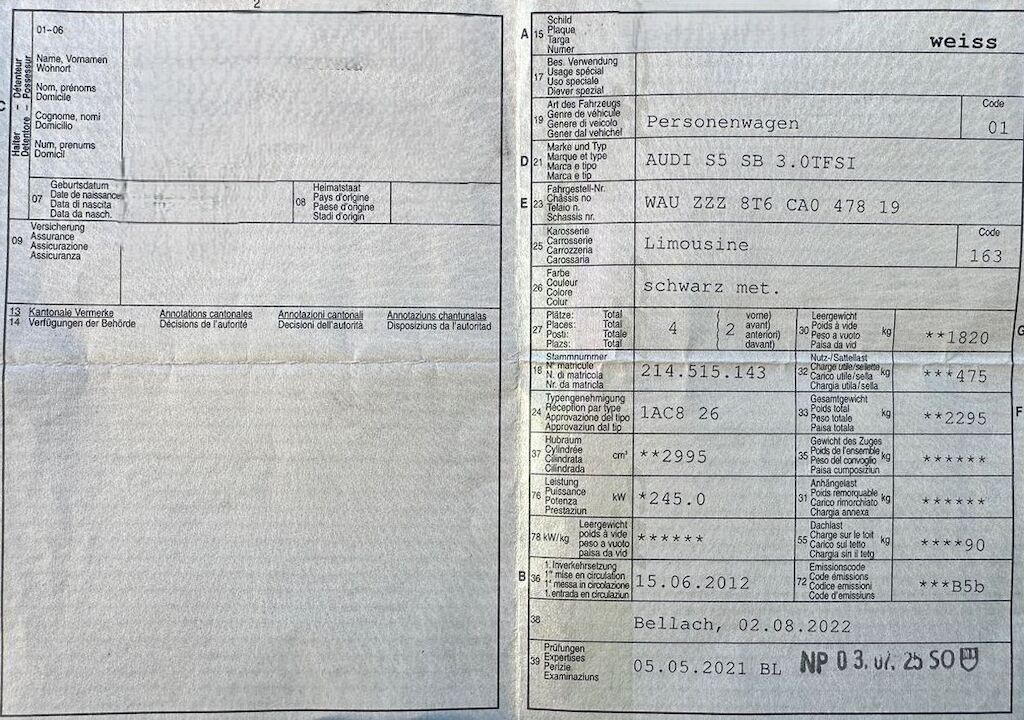 2
C
Halter – Détenteur
Detentore – Possessur
01–06
Name, Vornamen
Wohnort
Nom, prénoms
Domicile
Cognome, nomi
Domicilio
Num, prenums
Domicil
07
Geburtsdatum
Date de naissance
Data di nascita
Data da nasch.
08
Heimatstaat
Pays d'origine
Paese d'origine
Stadi d'origin
09
Versicherung
Assurance
Assicurazione
Assicuranza
13 Kantonale Vermerke Annotations cantonales Annotazioni cantonali Annotaziuns chantunalas
14 Verfügungen der Behörde Décisions de l'autorité Decisioni dell'autorità Disposiziuns da l'autoritad
A 15
Schild
Plaque
Targa
Numer
weiss
17
Bes. Verwendung
Usage spécial
Uso speciale
Diever spezial
19
Art des Fahrzeugs
Genre de véhicule
Genere di veicolo
Gener dal vehichel
Personenwagen
Code
01
D 21
Marke und Typ
Marque et type
Marca e tipo
Marca e tip
AUDI S5 SB 3.0TFSI
E 23
Fahrgestell-Nr.
Châssis no
Telaio n.
Schassis nr.
WAU ZZZ 8T6 CA0 478 19
25
Karosserie
Carrosserie
Carrozzeria
Carossaria
Limousine
Code
163
26
Farbe
Couleur
Colore
Colur
schwarz met.
27
Plätze: Total
Places: Total
Posti: Totale
Plazs: Total
4
( 2
vorne)
avant)
anteriori)
davant)
30
Leergewicht
Poids à vide
Peso a vuoto
Paisa da vid
kg
**1820
G
18
Stammnummer
N° matricule
N. di matricola
Nr. da matricla
214.515.143
32
Nutz-/Sattellast
Charge utile/sellette
Carico utile/sella
Chargia utila/sella
kg
***475
24
Typengenehmigung
Réception par type
Approvazione del tipo
Approvaziun dal tip
1AC8 26
33
Gesamtgewicht
Poids total
Peso totale
Paisa totala
kg
**2295
F
37
Hubraum
Cylindrée
Cilindrata
Cilindrada
cm³
**2995
35
Gewicht des Zuges
Poids de l'ensemble
Peso del convoglio
Paisa cumposiziun
kg
******
76
Leistung
Puissance
Potenza
Prestaziun
kW
*245.0
31
Anhängelast
Poids remorquable
Carico rimorchiato
Chargia annexa
kg
******
78 kW/kg
Leergewicht
poids à vide
peso a vuoto
paisa da vid
******
55
Dachlast
Charge sur le toit
Carico sul tetto
Chargia sin il tetg
kg
****90
B 36
1. Inverkehrsetzung
1re mise en circulation
1a messa in circolazione
1. entrada en circulaziun
15.06.2012
72
Emissionscode
Code émissions
Codice emissioni
Code d'emissiuns
***B5b
38
Bellach, 02.08.2022
39
Prüfungen
Expertises
Perizie
Examinaziuns
05.05.2021 BL
NP 03. 07. 25 SO